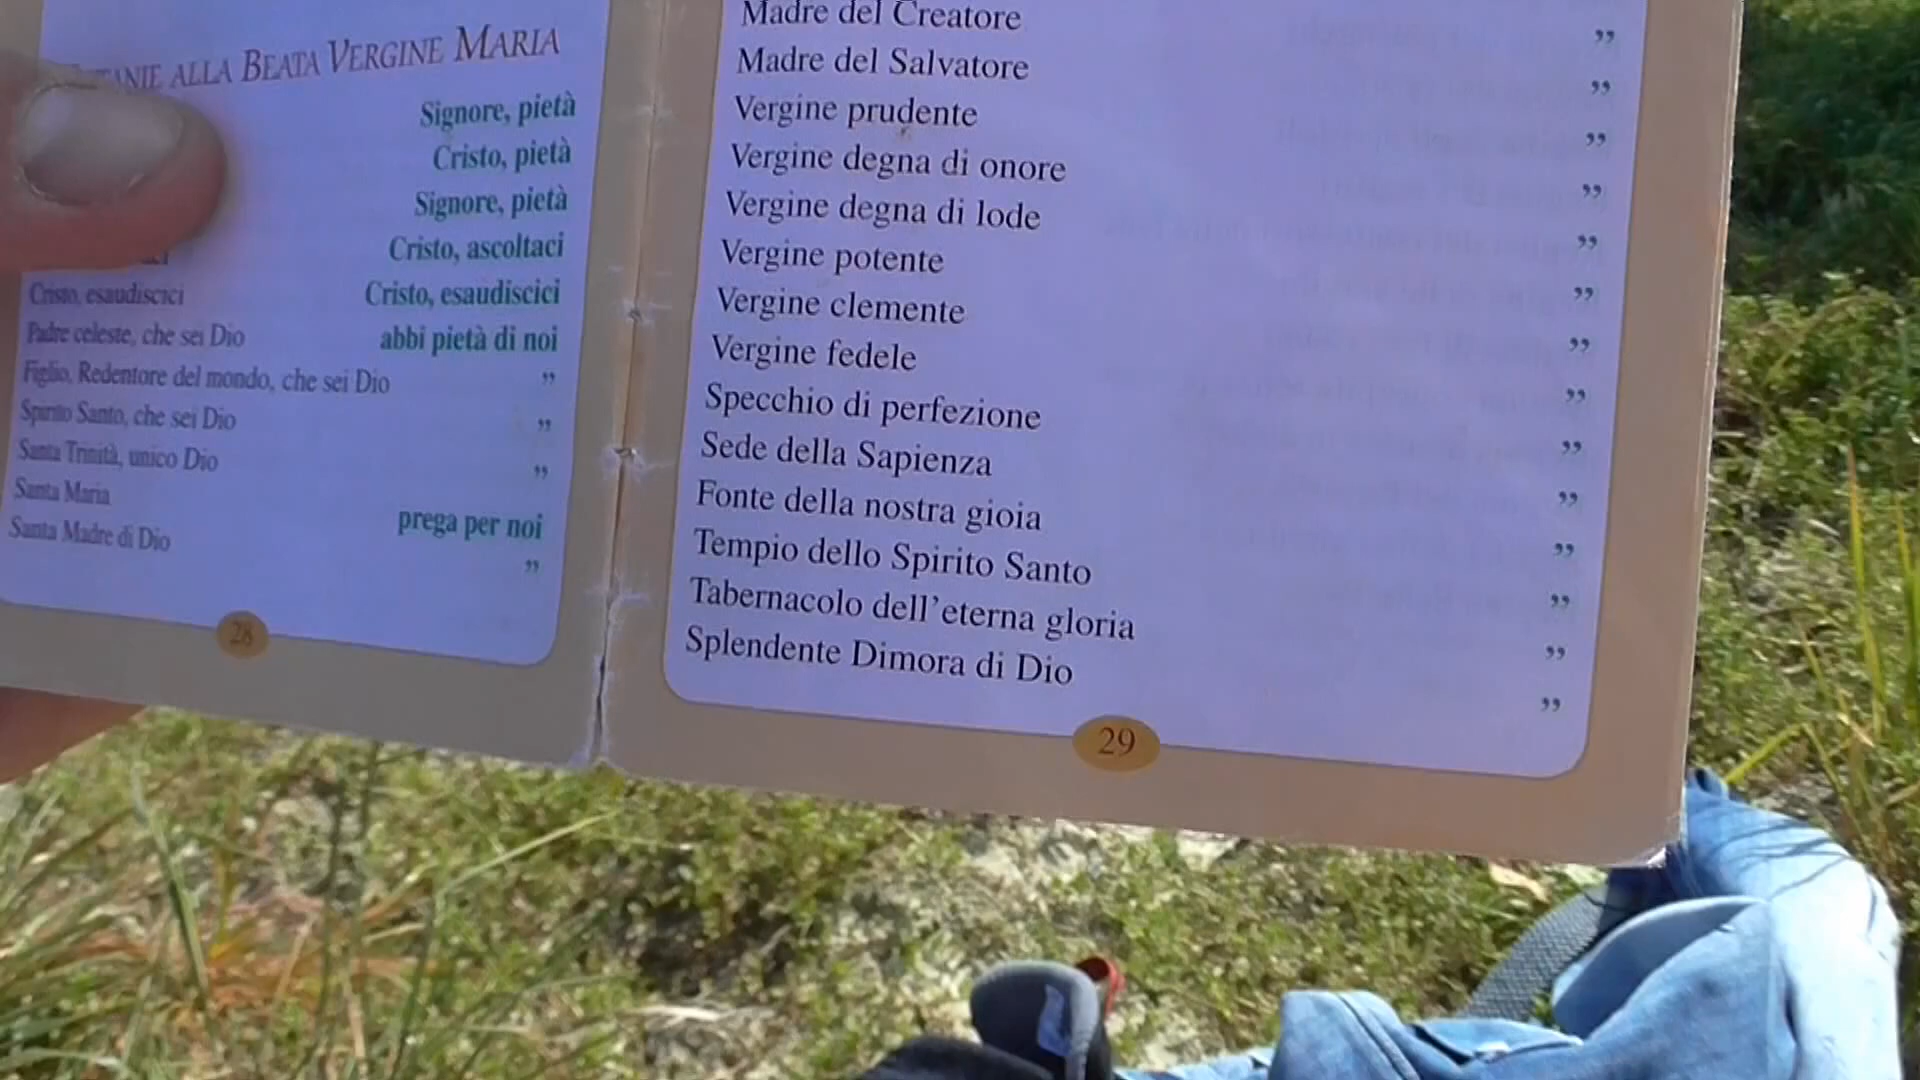 ALLA BEATA VERGINE MARIA
Signore, pietà
Cristo, pietà
Signore, pietà
Cristo, ascoltaci
Cristo, esaudiscici Cristo, esaudiscici
Padre celeste, che sei Dio abbi pietà di noi
Figlio, Redentore del mondo, che sei Dio ”
Spirito Santo, che sei Dio ”
Santa Trinità, unico Dio ”
Santa Maria prega per noi
Santa Madre di Dio ”
28
Madre del Creatore ”
Madre del Salvatore ”
Vergine prudente ”
Vergine degna di onore ”
Vergine degna di lode ”
Vergine potente ”
Vergine clemente ”
Vergine fedele ”
Specchio di perfezione ”
Sede della Sapienza ”
Fonte della nostra gioia ”
Tempio dello Spirito Santo ”
Tabernacolo dell’eterna gloria ”
Splendente Dimora di Dio ”
29